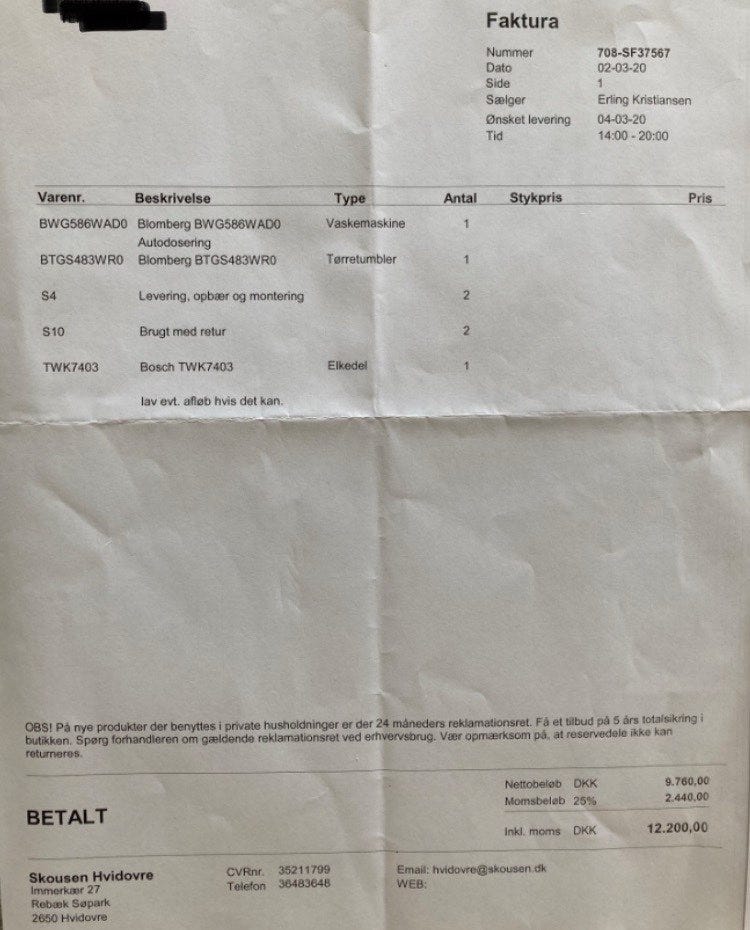 Faktura
Nummer 708-SF37567
Dato 02-03-20
Side 1
Sælger Erling Kristiansen
Ønsket levering 04-03-20
Tid 14:00 - 20:00
Varenr. Beskrivelse Type Antal Stykpris Pris
BWG586WAD0 Blomberg BWG586WAD0 Vaskemaskine 1
Autodosering
BTGS483WR0 Blomberg BTGS483WR0 Tørretumbler 1
S4 Levering, opbær og montering 2
S10 Brugt med retur 2
TWK7403 Bosch TWK7403 Elkedel 1
lav evt. afløb hvis det kan.
OBS! På nye produkter der benyttes i private husholdninger er der 24 måneders reklamationsret. Få et tilbud på 5 års totalsikring i
butikken. Spørg forhandleren om gældende reklamationsret ved erhvervsbrug. Vær opmærksom på, at reservedele ikke kan
returneres.
Nettobeløb DKK 9.760,00
Momsbeløb 25% 2.440,00
BETALT
Inkl. moms DKK 12.200,00
Skousen Hvidovre CVRnr. 35211799 Email: hvidovre@skousen.dk
Immerkær 27 Telefon 36483648 WEB:
Rebæk Søpark
2650 Hvidovre